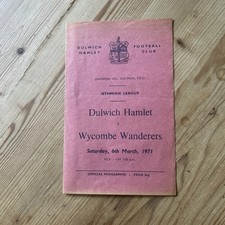 DULWICH HAMLET
FOOTBALL CLUB
ISTHMIAN LEAGUE
Dulwich Hamlet
v
Wycombe Wanderers
Saturday, 6th March, 1971
OFFICIAL PROGRAMME